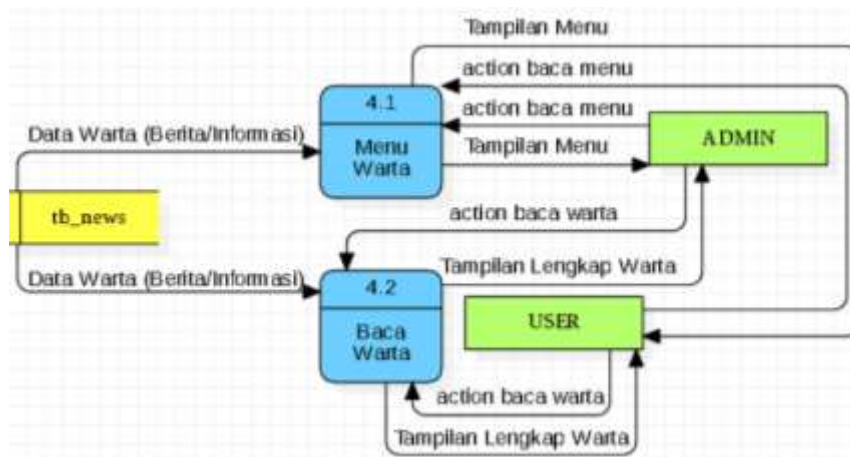 Tampilan Menu
action baca menu
4.1
action baca menu
Data Warta (Berita/Informasi)
Menu
Warta
Tampilan Menu
ADMIN
tb_news
action baca warta
Data Warta (Berita/Informasi)
4.2
Tampilan Lengkap Warta
Baca
Warta
USER
action baca warta
Tampilan Lengkap Warta